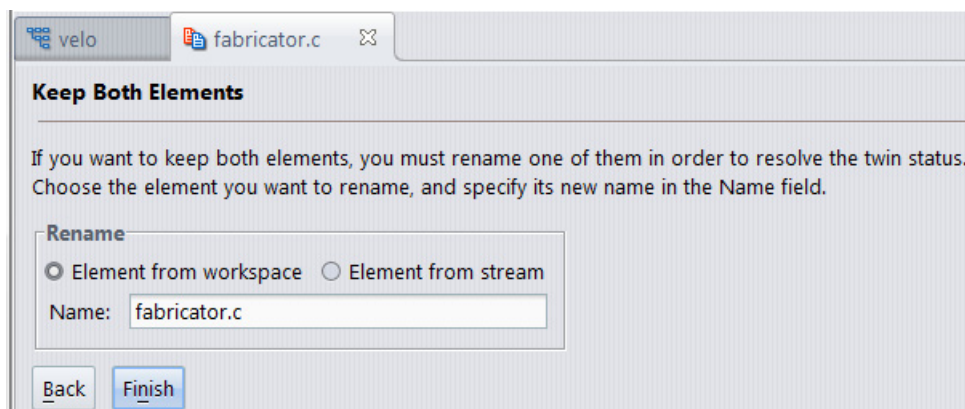 velo
fabricator.c
Keep Both Elements
If you want to keep both elements, you must rename one of them in order to resolve the twin status.
Choose the element you want to rename, and specify its new name in the Name field.
Rename
Element from workspace Element from stream
Name: fabricator.c
Back Finish